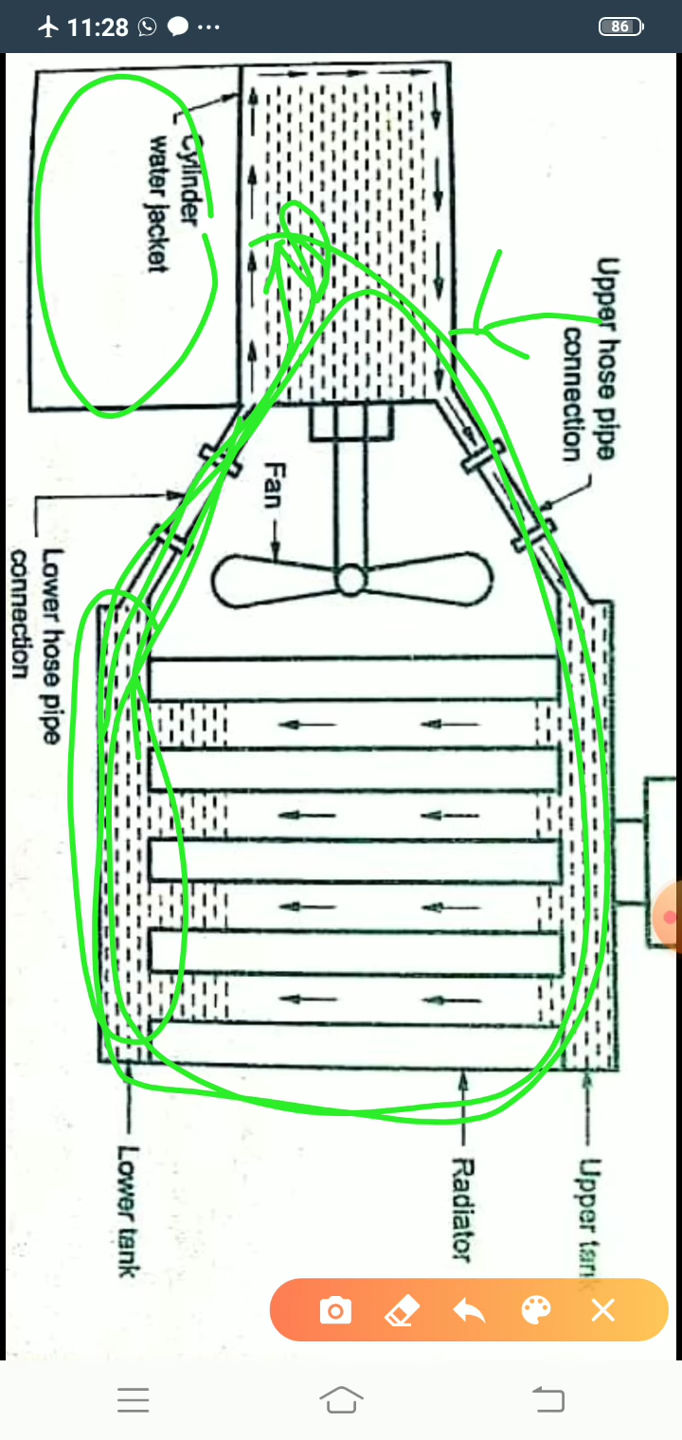 11:28
86
Cylinder
water jacket
Upper hose pipe
connection
Fan
Lower hose pipe
connection
Lower tank
Radiator
Upper tank